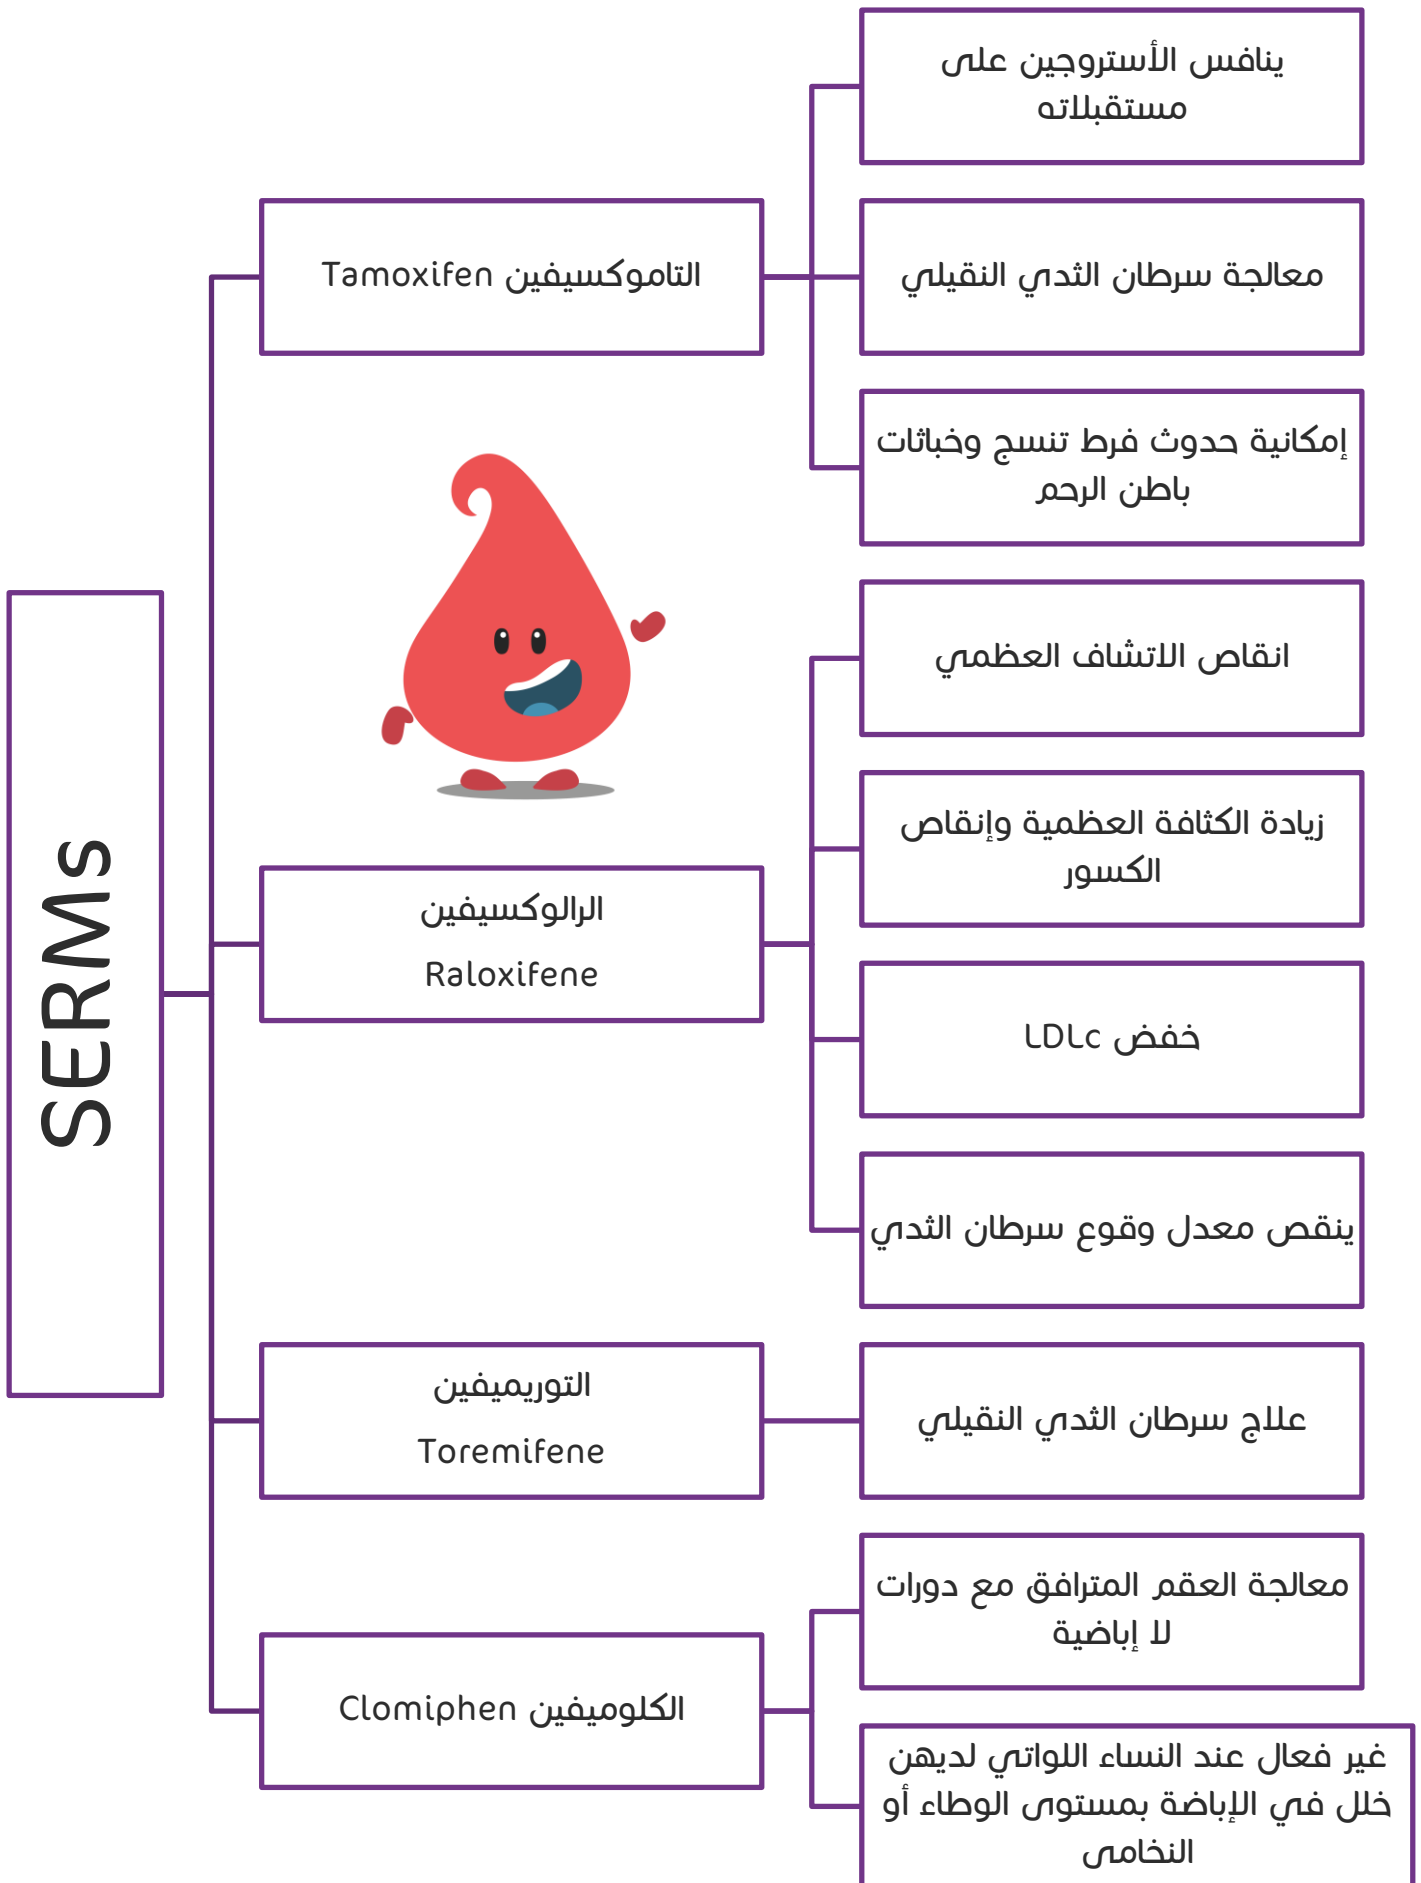 SERMs
التاموكسيفين Tamoxifen
ينافس الأستروجين على
مستقبلاته
معالجة سرطان الثدي النقيلي
إمكانية حدوث فرط تنسج وخباثات
باطن الرحم
الرالوكسيفين
Raloxifene
انقاص الاتشاف العظمي
زيادة الكثافة العظمية وإنقاص
الكسور
خفض LDLc
ينقص معدل وقوع سرطان الثدي
التوريميفين
Toremifene
علاج سرطان الثدي النقيلي
الكلوميفين Clomiphen
معالجة العقم المترافق مع دورات
لا إباضية
غير فعال عند النساء اللواتي لديهن
خلل في الإباضة بمستوى الوطاء أو
النخامى